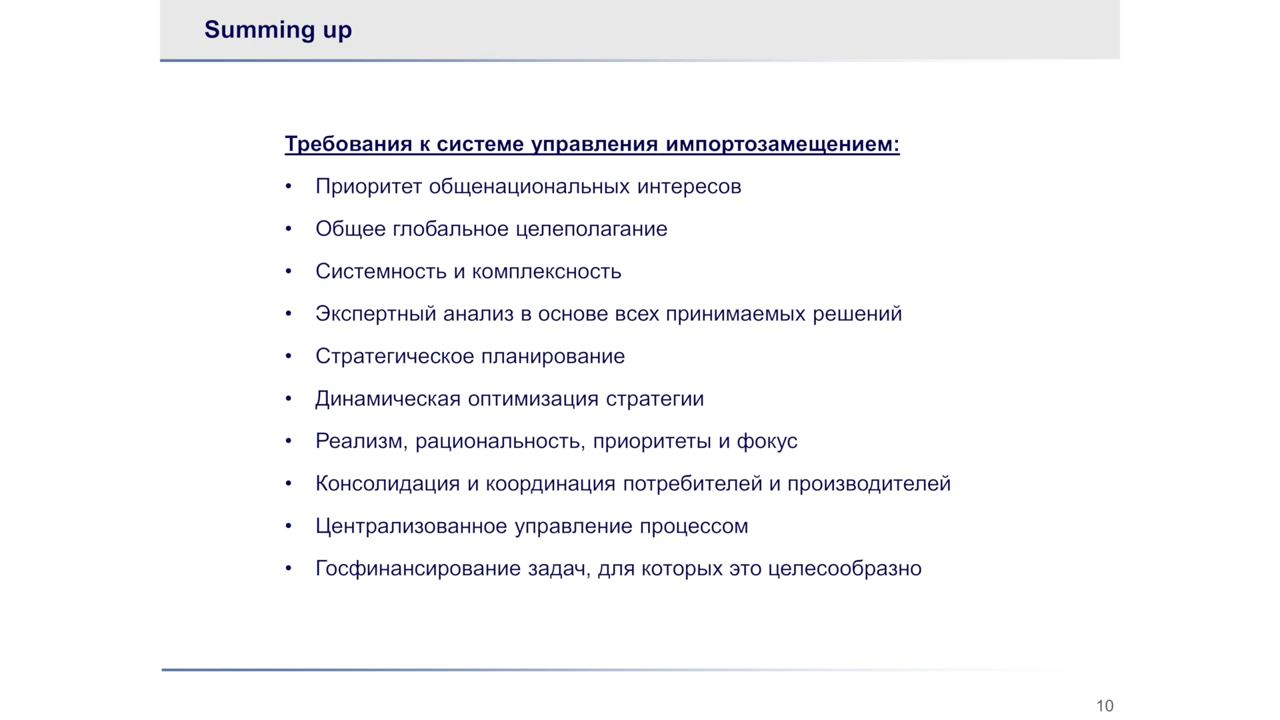 Summing up
Требования к системе управления импортозамещением:
• Приоритет общенациональных интересов
• Общее глобальное целеполагание
• Системность и комплексность
• Экспертный анализ в основе всех принимаемых решений
• Стратегическое планирование
• Динамическая оптимизация стратегии
• Реализм, рациональность, приоритеты и фокус
• Консолидация и координация потребителей и производителей
• Централизованное управление процессом
• Госфинансирование задач, для которых это целесообразно
10